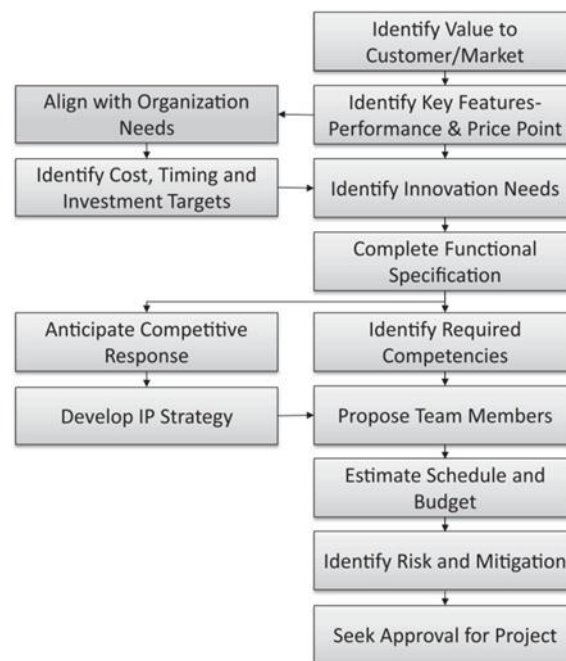 Identify Value to
Customer/Market
Align with Organization
Needs
Identify Key Features-
Performance & Price Point
Identify Cost, Timing and
Investment Targets
Identify Innovation Needs
Complete Functional
Specification
Anticipate Competitive
Response
Identify Required
Competencies
Develop IP Strategy
Propose Team Members
Estimate Schedule and
Budget
Identify Risk and Mitigation
Seek Approval for Project